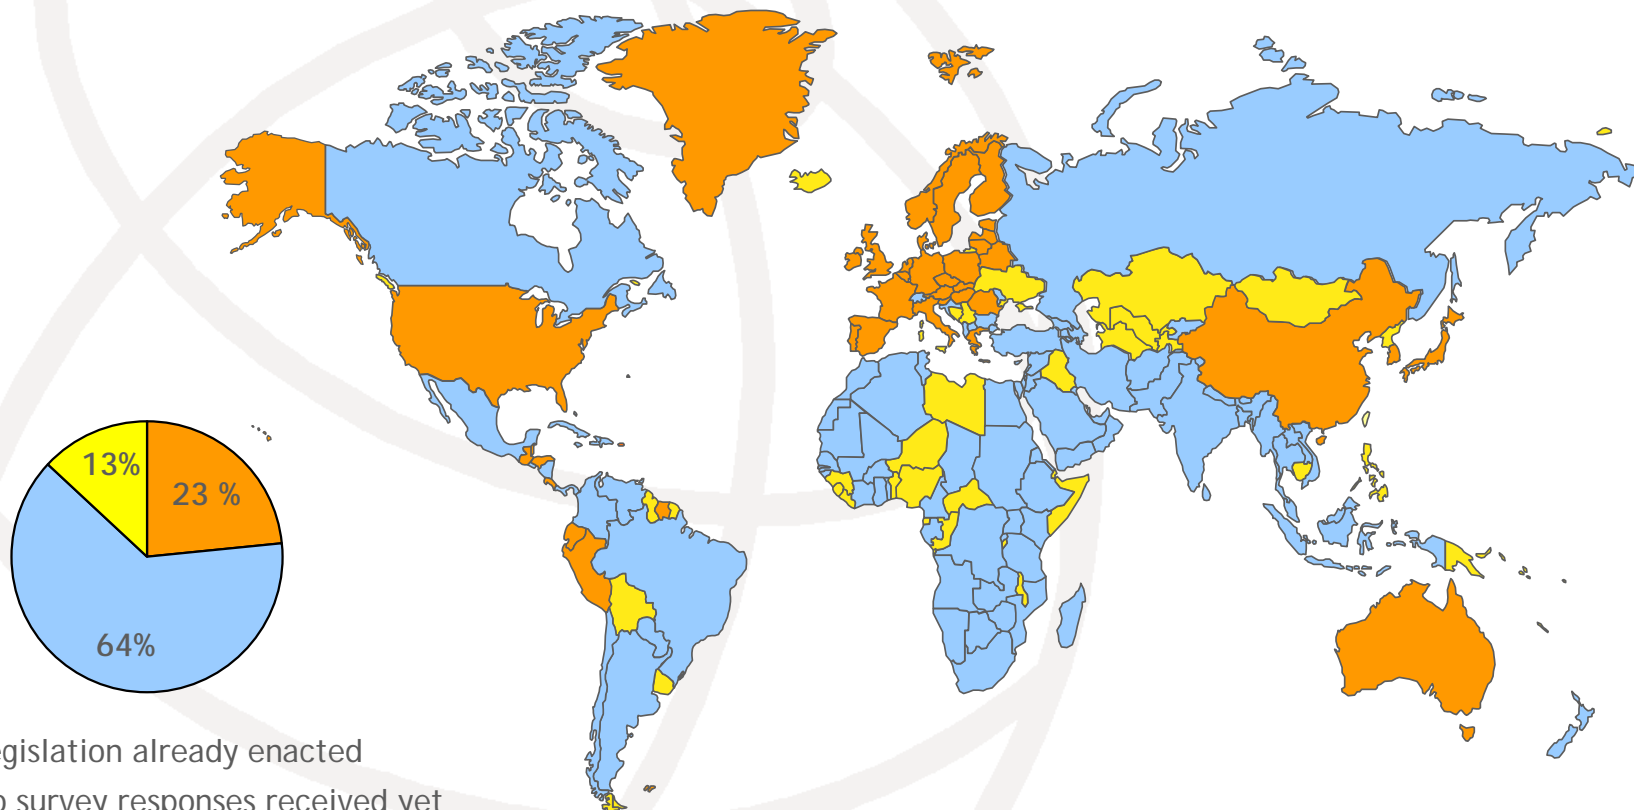 13%
23 %
64%
egislation already enacted
survey responses received yet